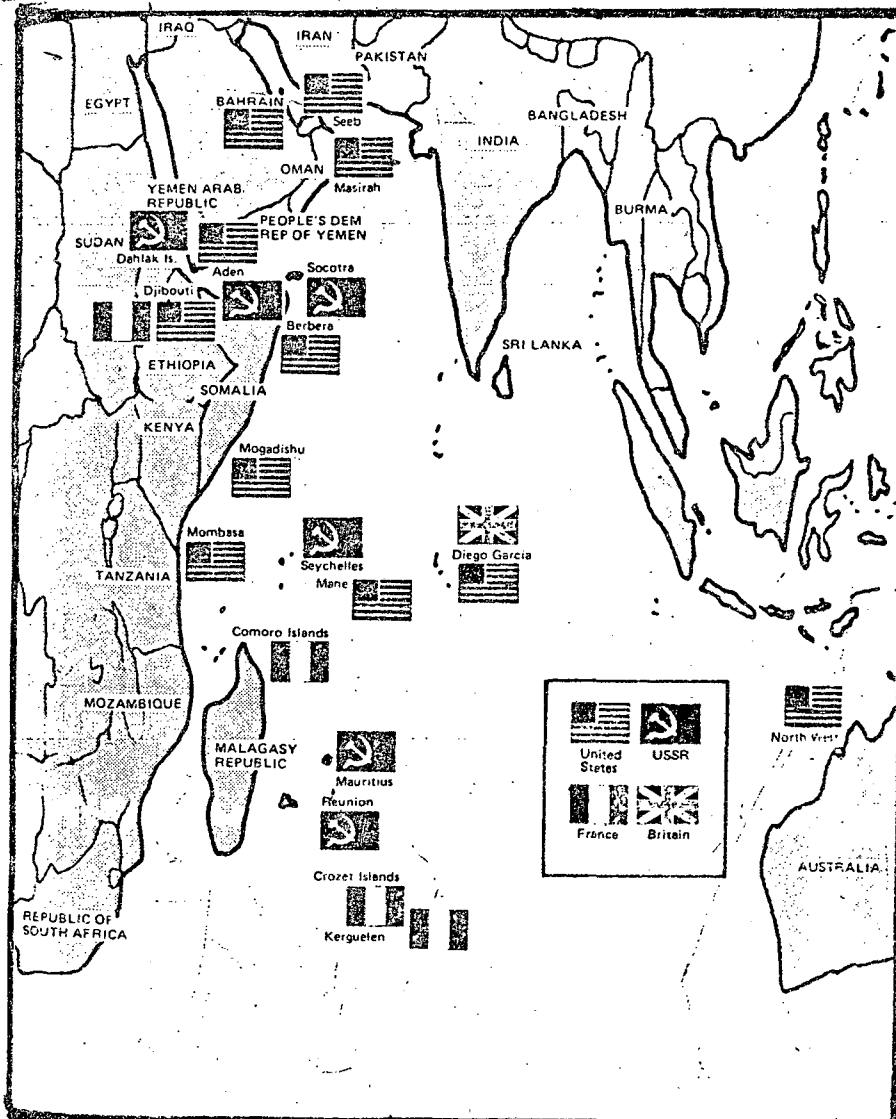 IRAQ
IRAN
PAKISTAN
EGYPT
BAHRAIN
Seeb
BANGLADESH
INDIA
OMAN
Masirah
YEMEN ARAB.
REPUBLIC
BURMA
PEOPLE'S DEM
REP OF YEMEN
SUDAN
Dahlak Is.
Aden
Socotra
Djibouti
Berbera
SRI LANKA
ETHIOPIA
SOMALIA
KENYA
Mogadishu
Mombasa
Seychelles
Diego Garcia
TANZANIA
Mane
Comoro Islands
MOZAMBIQUE
North West
MALAGASY
REPUBLIC
United
States
USSR
Mauritius
Reunion
France
Britain
AUSTRALIA
Crozet Islands
REPUBLIC OF
SOUTH AFRICA
Kerguelen